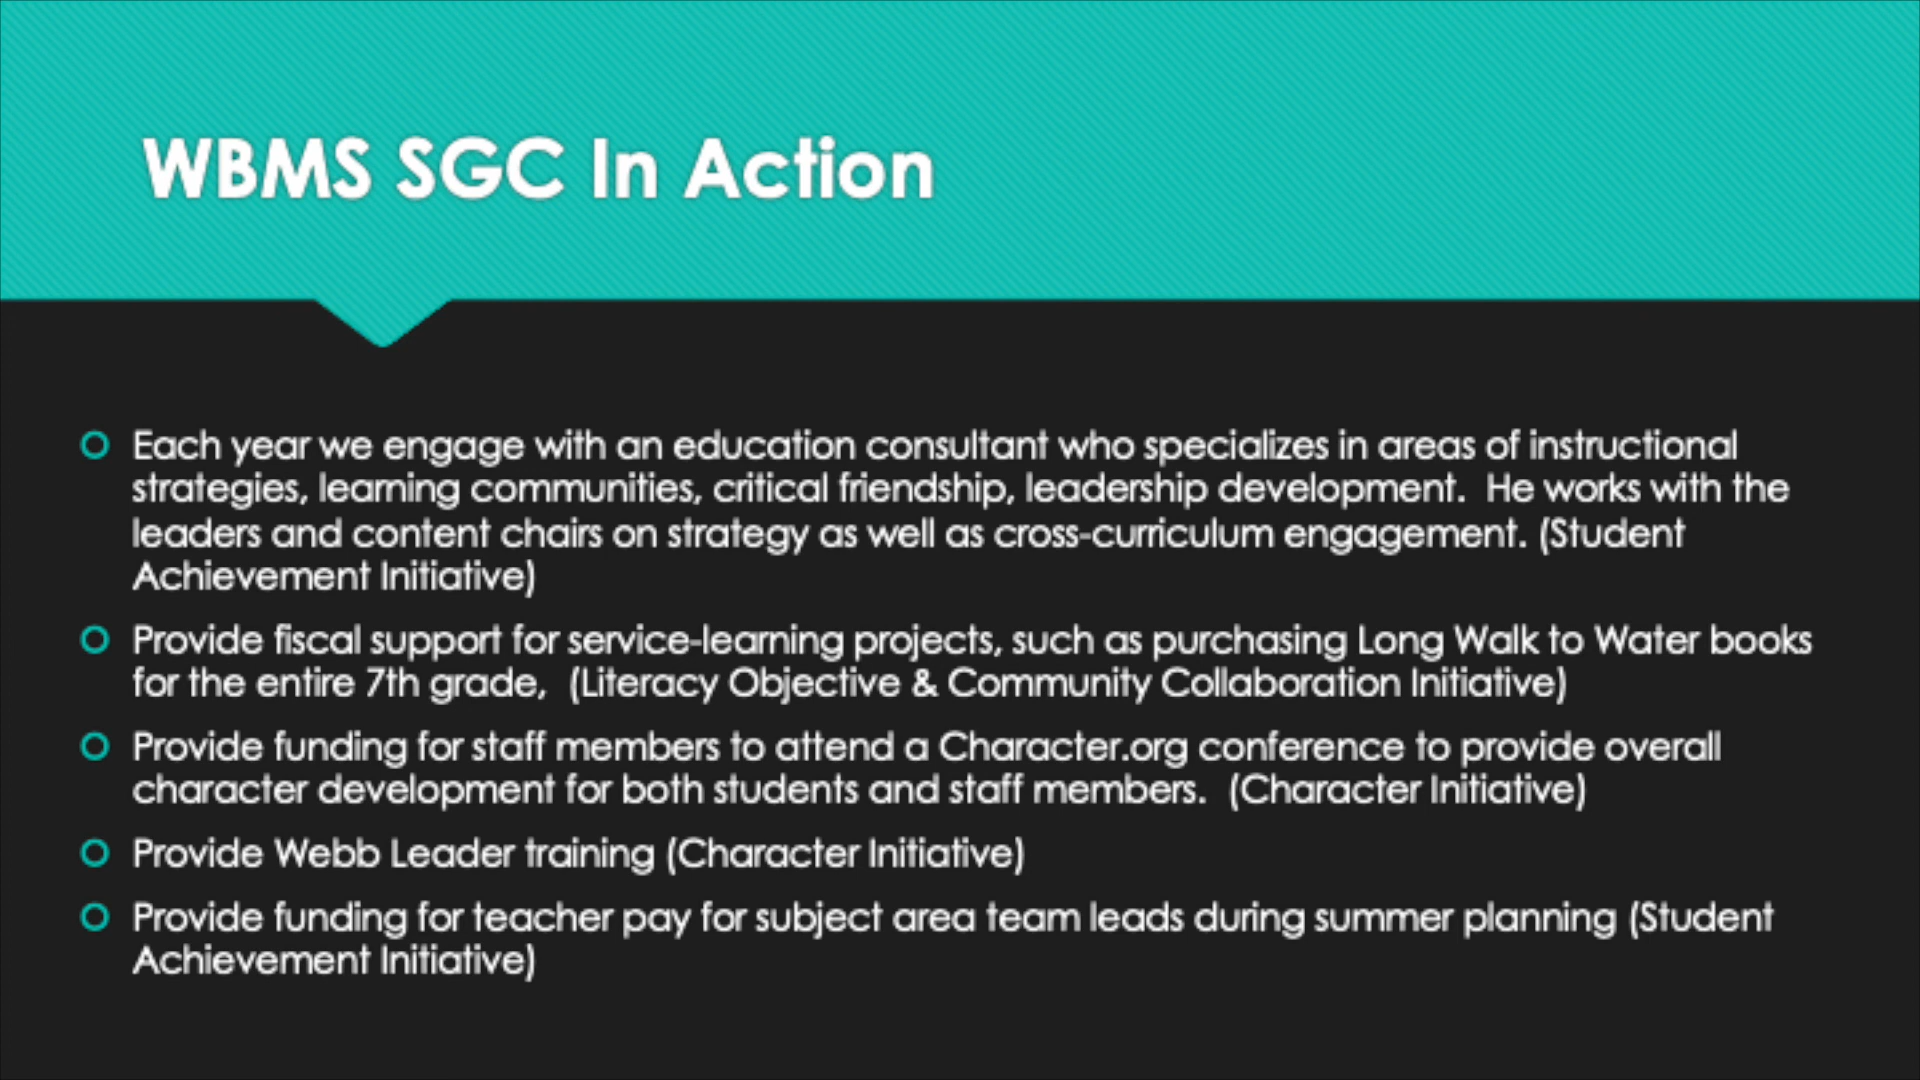 WBMS SGC In Action
Each year we engage with an education consultant who specializes in areas of instructional
strategies, learning communities, critical friendship, leadership development.  He works with the
leaders and content chairs on strategy as well as cross-curriculum engagement. (Student
Achievement Initiative)
Provide fiscal support for service-learning projects, such as purchasing Long Walk to Water books
for the entire 7th grade,  (Literacy Objective & Community Collaboration Initiative)
Provide funding for staff members to attend a Character.org conference to provide overall
character development for both students and staff members.  (Character Initiative)
Provide Webb Leader training (Character Initiative)
Provide funding for teacher pay for subject area team leads during summer planning (Student
Achievement Initiative)